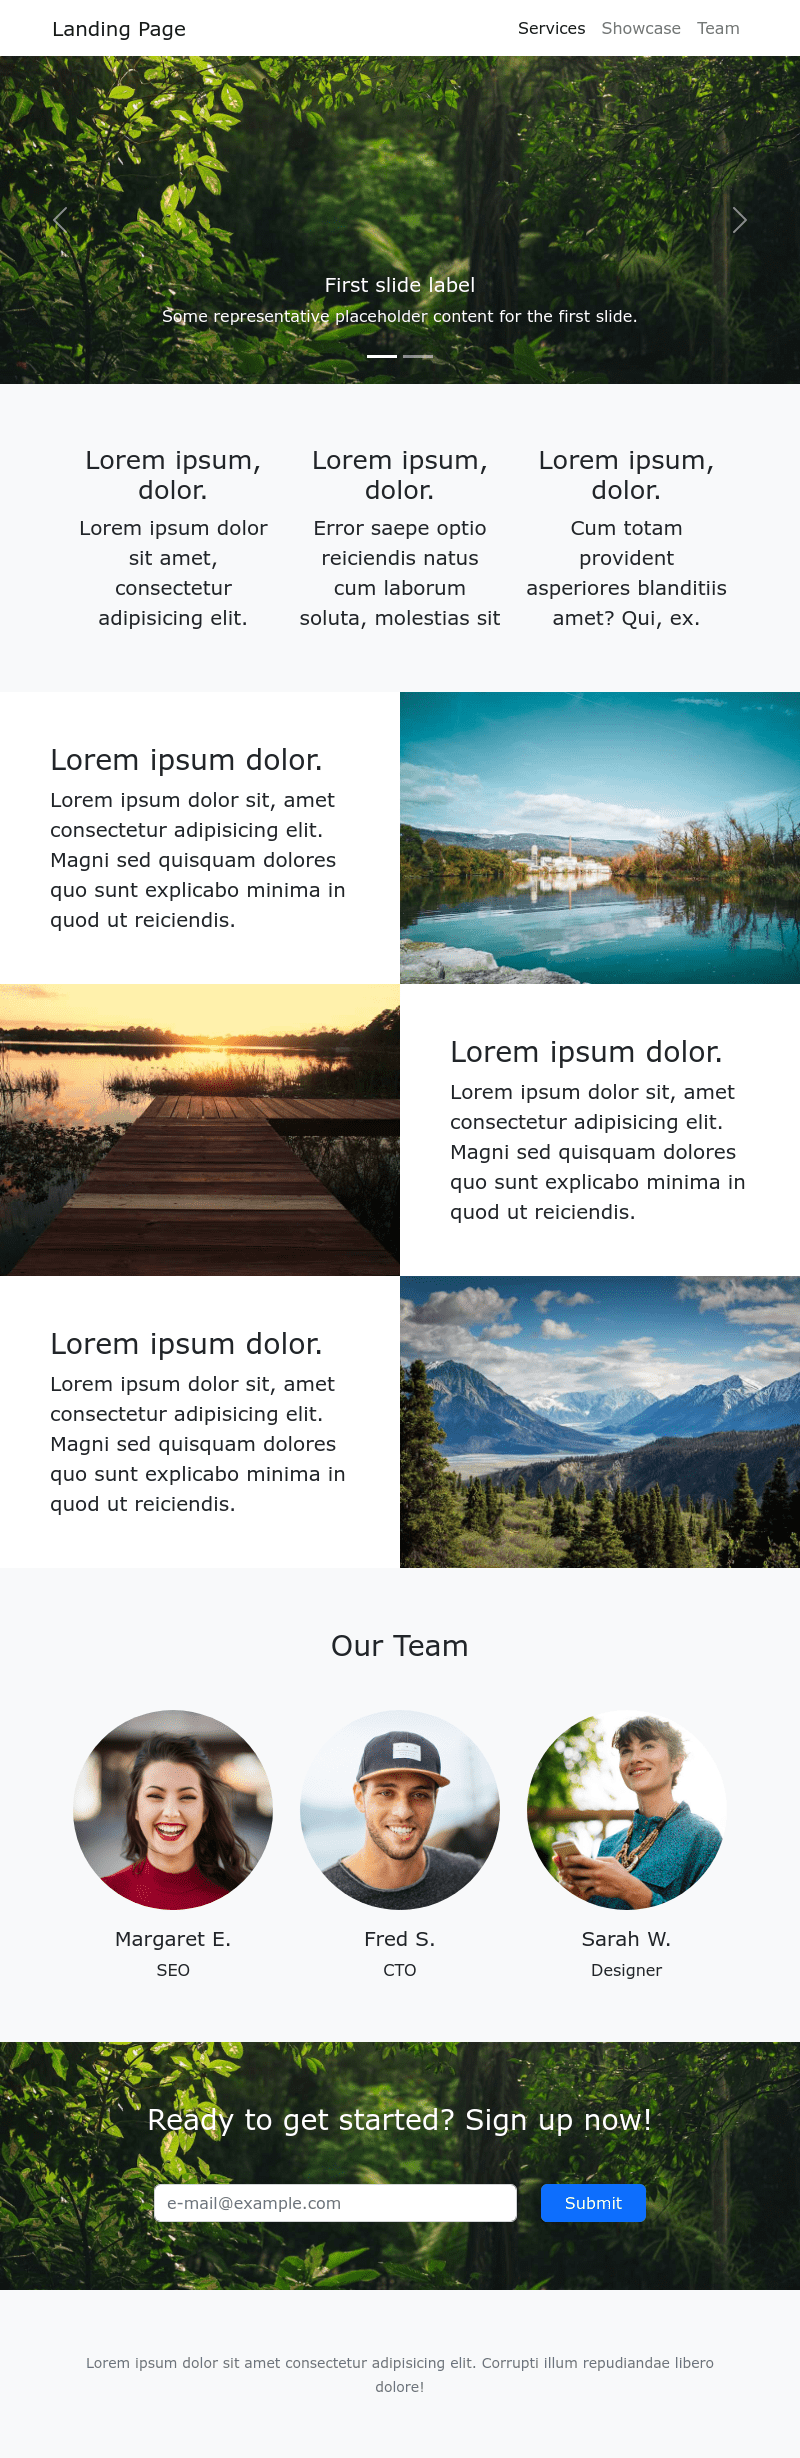 Landing Page
Services Showcase Team
First slide label
Some representative placeholder content for the first slide.
Lorem ipsum,
dolor.
Lorem ipsum dolor
sit amet,
consectetur
adipisicing elit.
Lorem ipsum,
dolor.
Error saepe optio
reiciendis natus
cum laborum
soluta, molestias sit
Lorem ipsum,
dolor.
Cum totam
provident
asperiores blanditiis
amet? Qui, ex.
Lorem ipsum dolor.
Lorem ipsum dolor sit, amet
consectetur adipisicing elit.
Magni sed quisquam dolores
quo sunt explicabo minima in
quod ut reiciendis.
Lorem ipsum dolor.
Lorem ipsum dolor sit, amet
consectetur adipisicing elit.
Magni sed quisquam dolores
quo sunt explicabo minima in
quod ut reiciendis.
Lorem ipsum dolor.
Lorem ipsum dolor sit, amet
consectetur adipisicing elit.
Magni sed quisquam dolores
quo sunt explicabo minima in
quod ut reiciendis.
Our Team
Margaret E.
SEO
Fred S.
CTO
Sarah W.
Designer
Ready to get started? Sign up now!
e-mail@example.com
Submit
Lorem ipsum dolor sit amet consectetur adipisicing elit. Corrupti illum repudiandae libero
dolore!